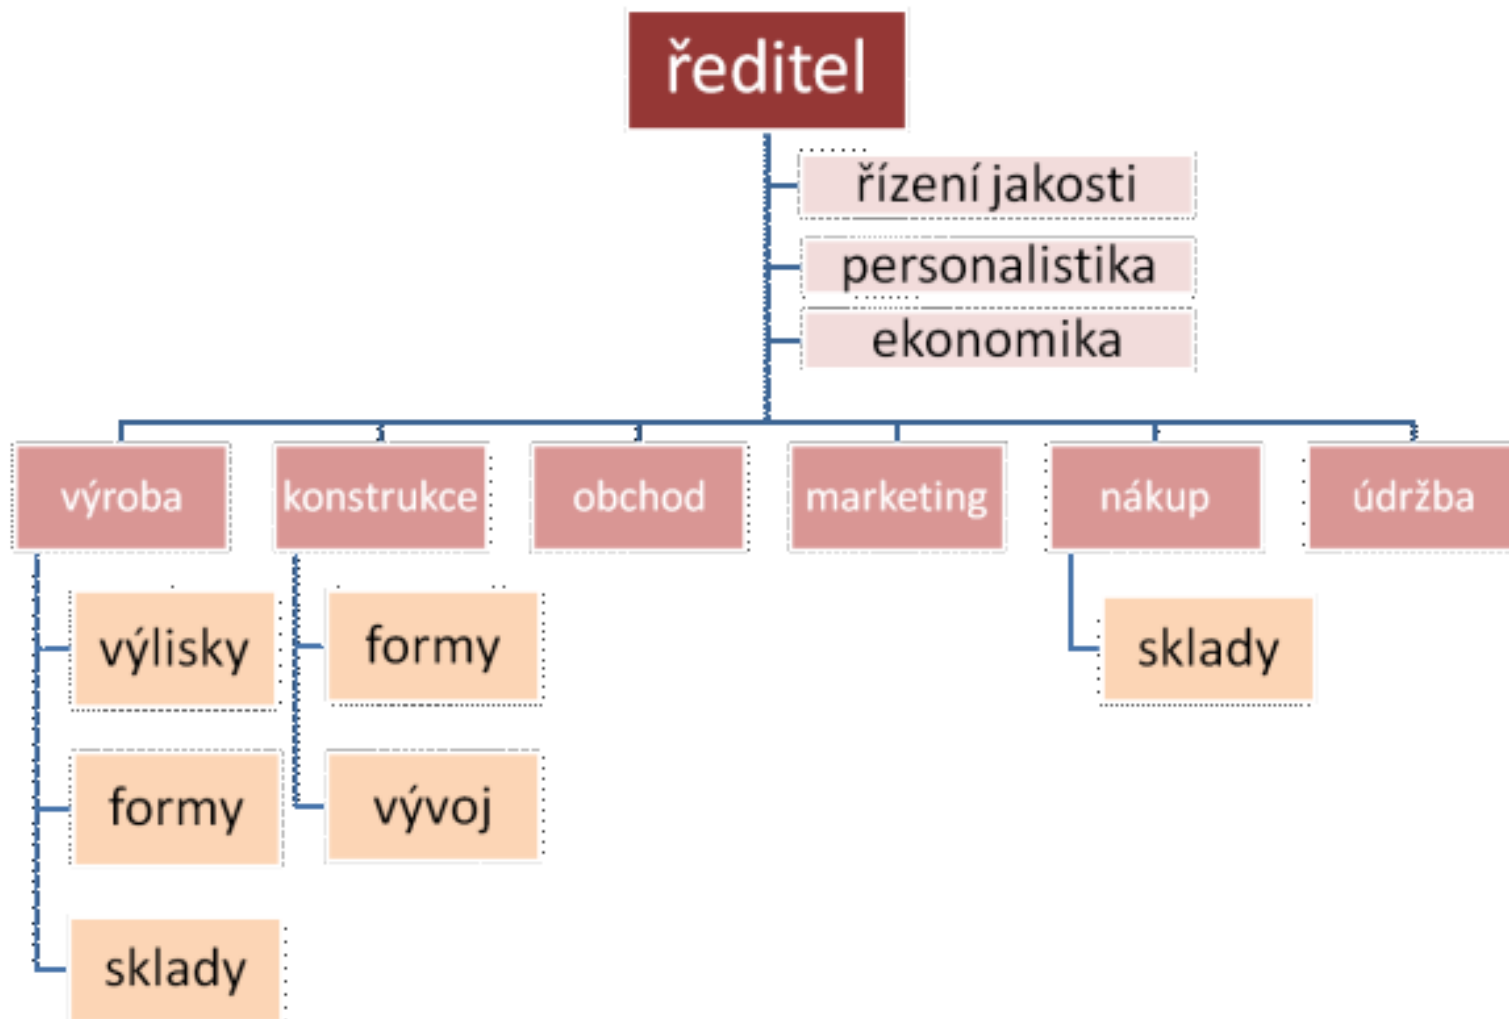 ředitel
řízení jakosti
personalistika
ekonomika
výroba
konstrukce
obchod
marketing
nákup
údržba
výlisky
formy
sklady
formy
vývoj
sklady